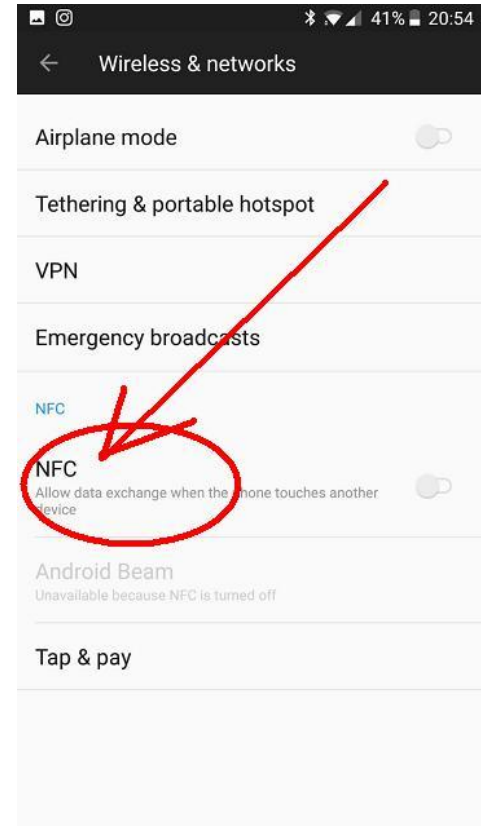 41% 20:54
Wireless & networks
Airplane mode
Tethering & portable hotspot
VPN
Emergency broadcasts
NFC
NFC
Allow data exchange when the phone touches another
device
Android Beam
Unavailable because NFC is turned off
Tap & pay